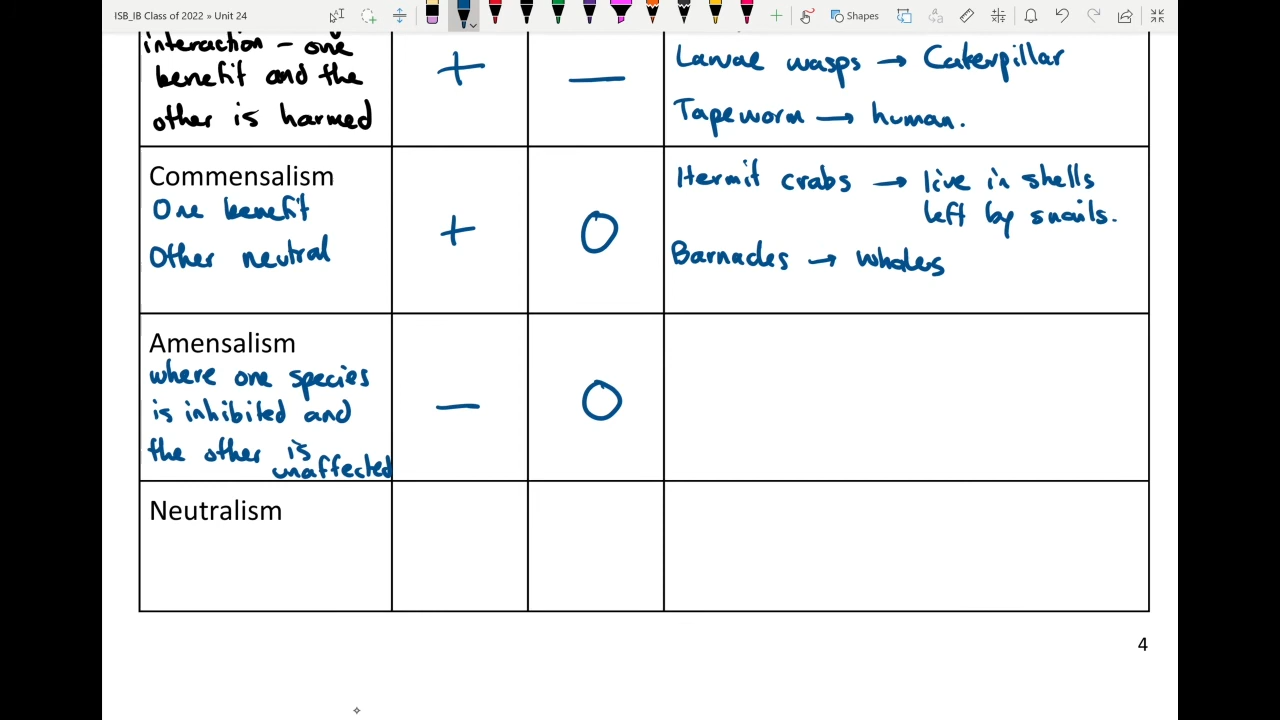 ISB_IB Class of 2022 » Unit 24
Shapes
interaction - one
benefit and the
other is harmed
+
—
Larvae wasps → Caterpillar
Tapeworm → human.
Commensalism
One benefit
Other neutral
+
O
Hermit crabs → live in shells
left by snails.
Barnacles → whales
Amensalism
where one species
is inhibited and
the other is
unaffected
—
O
Neutralism
4